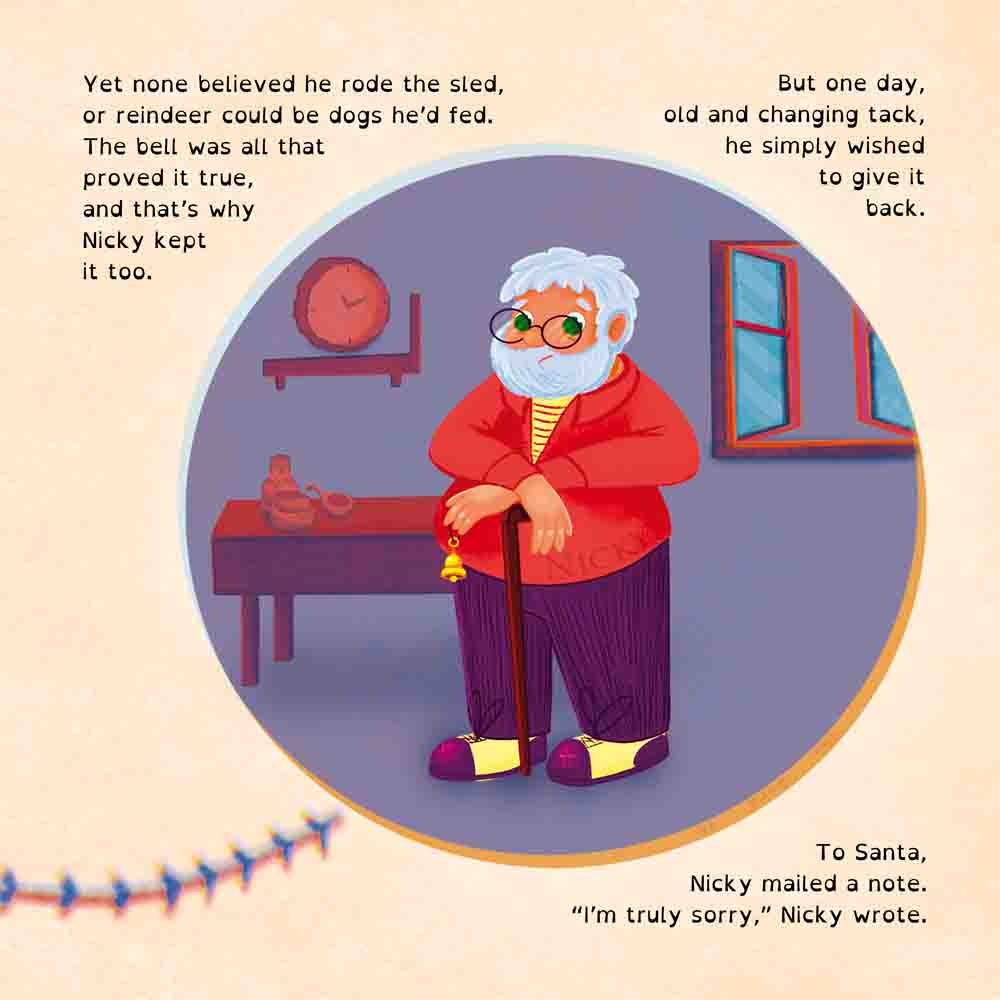 Yet none believed he rode the sled,
or reindeer could be dogs he’d fed.
The bell was all that
proved it true,
and that’s why
Nicky kept
it too.
But one day,
old and changing tack,
he simply wished
to give it
back.
To Santa,
Nicky mailed a note.
“I’m truly sorry,” Nicky wrote.